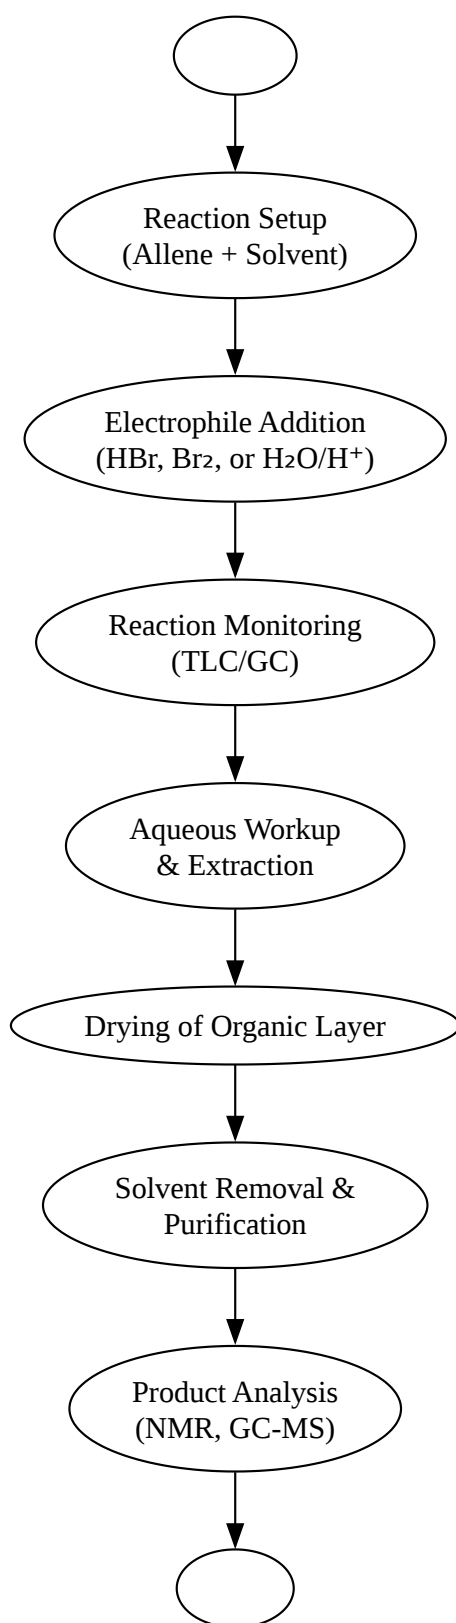 Reaction Setup
(Allene + Solvent)
Electrophile Addition
(HBr, Br₂, or H₂O/H⁺)
Reaction Monitoring
(TLC/GC)
Aqueous Workup
& Extraction
Drying of Organic Layer
Solvent Removal &
Purification
Product Analysis
(NMR, GC-MS)